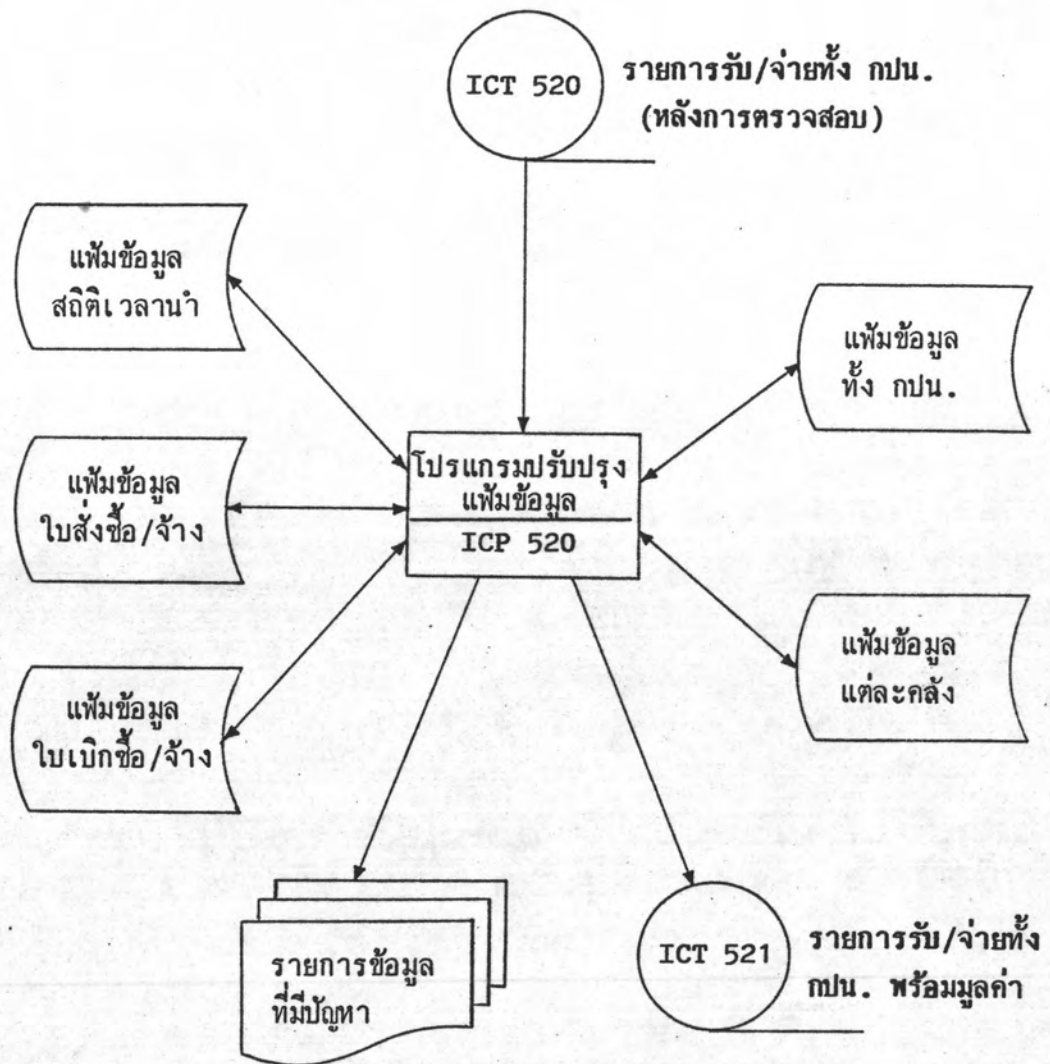 ICT 520
รายการรับ/จ่ายทั้ง กปน.
(หลังการตรวจสอบ)
แฟ้มข้อมูล
สถิติเวลานำ
แฟ้มข้อมูล
ทั้ง กปน.
โปรแกรมปรับปรุง
แฟ้มข้อมูล
ICP 520
แฟ้มข้อมูล
ใบสั่งซื้อ/จ้าง
แฟ้มข้อมูล
แต่ละคลัง
แฟ้มข้อมูล
ใบเบิกซื้อ/จ้าง
รายการข้อมูล
ที่มีปัญหา
ICT 521
รายการรับ/จ่ายทั้ง
กปน. พร้อมมูลค่า